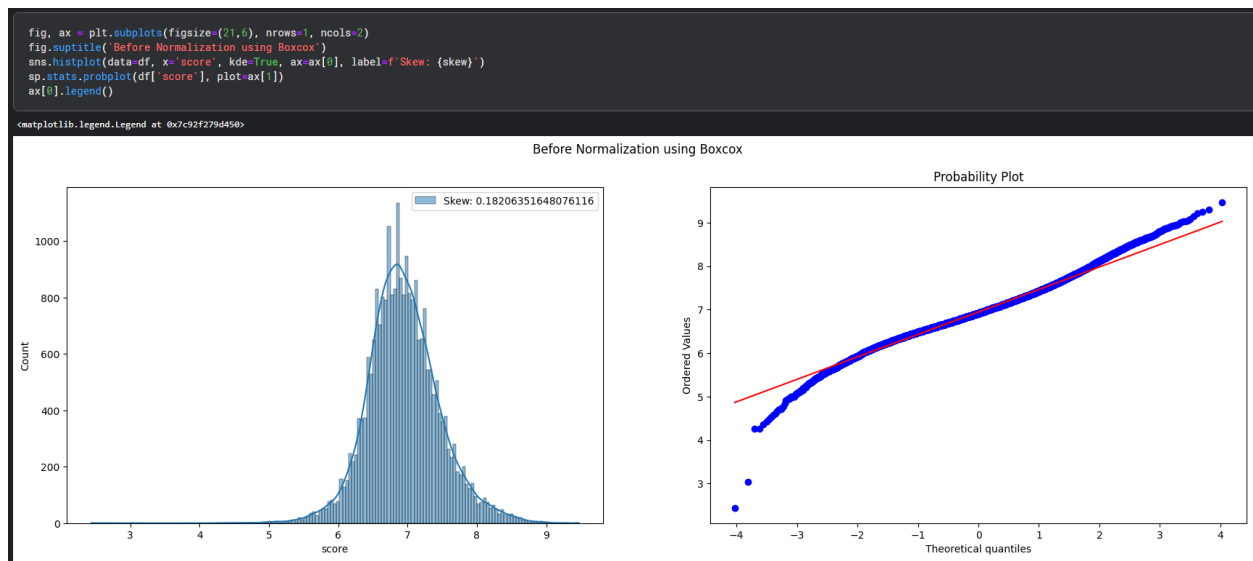 fig, ax = plt.subplots(figsize=(21,6), nrows=1, ncols=2)
fig.suptitle('Before Normalization using Boxcox')
sns.histplot(data=df, x='score', kde=True, ax=ax[0], label=f'Skew: {skew}')
sp.stats.probplot(df['score'], plot=ax[1])
ax[0].legend()
<matplotlib.legend.Legend at 0x7c92f279d450>
Before Normalization using Boxcox
Skew: 0.18206351648076116
Count
1000
800
600
400
200
0
3 4 5 6 7 8 9
score
Probability Plot
Ordered Values
9
8
7
6
5
4
3
−4 −3 −2 −1 0 1 2 3 4
Theoretical quantiles